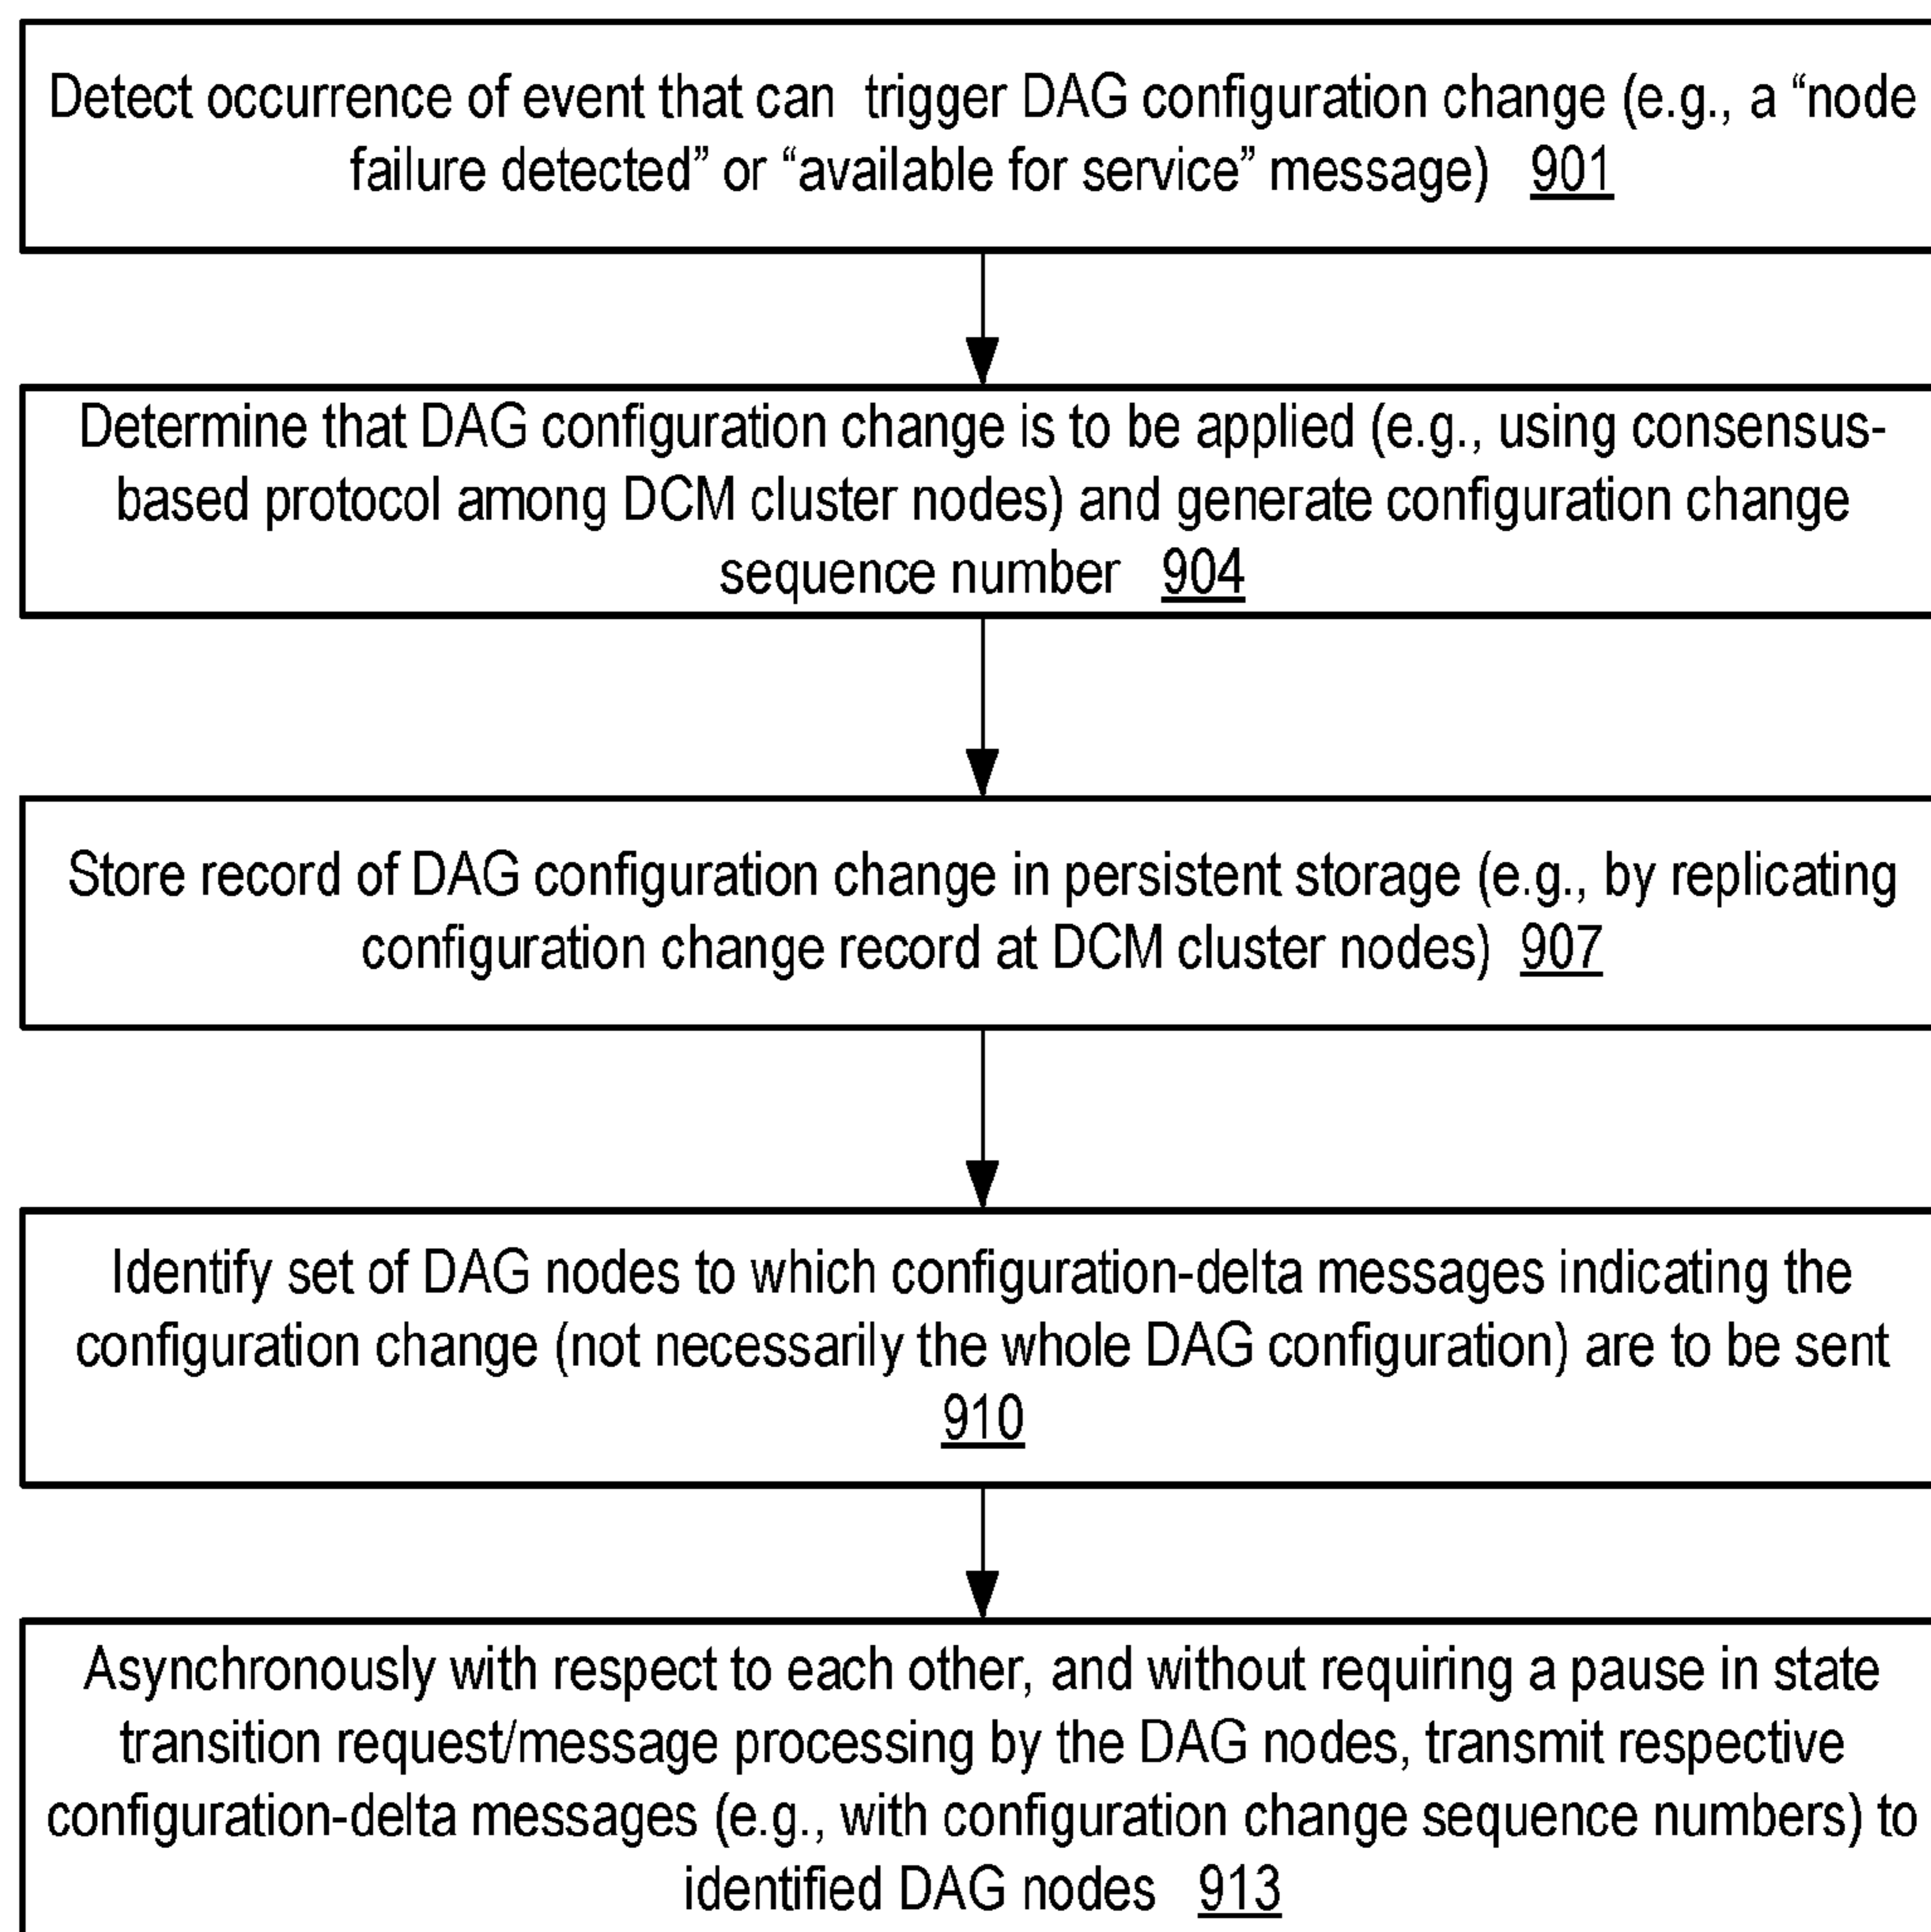 Detect occurrence of event that can  trigger DAG configuration change (e.g., a “node
failure detected” or “available for service” message)   901
Determine that DAG configuration change is to be applied (e.g., using consensus-
based protocol among DCM cluster nodes) and generate configuration change
sequence number   904
Store record of DAG configuration change in persistent storage (e.g., by replicating
configuration change record at DCM cluster nodes)  907
Identify set of DAG nodes to which configuration-delta messages indicating the
configuration change (not necessarily the whole DAG configuration) are to be sent
910
Asynchronously with respect to each other, and without requiring a pause in state
transition request/message processing by the DAG nodes, transmit respective
configuration-delta messages (e.g., with configuration change sequence numbers) to
identified DAG nodes   913